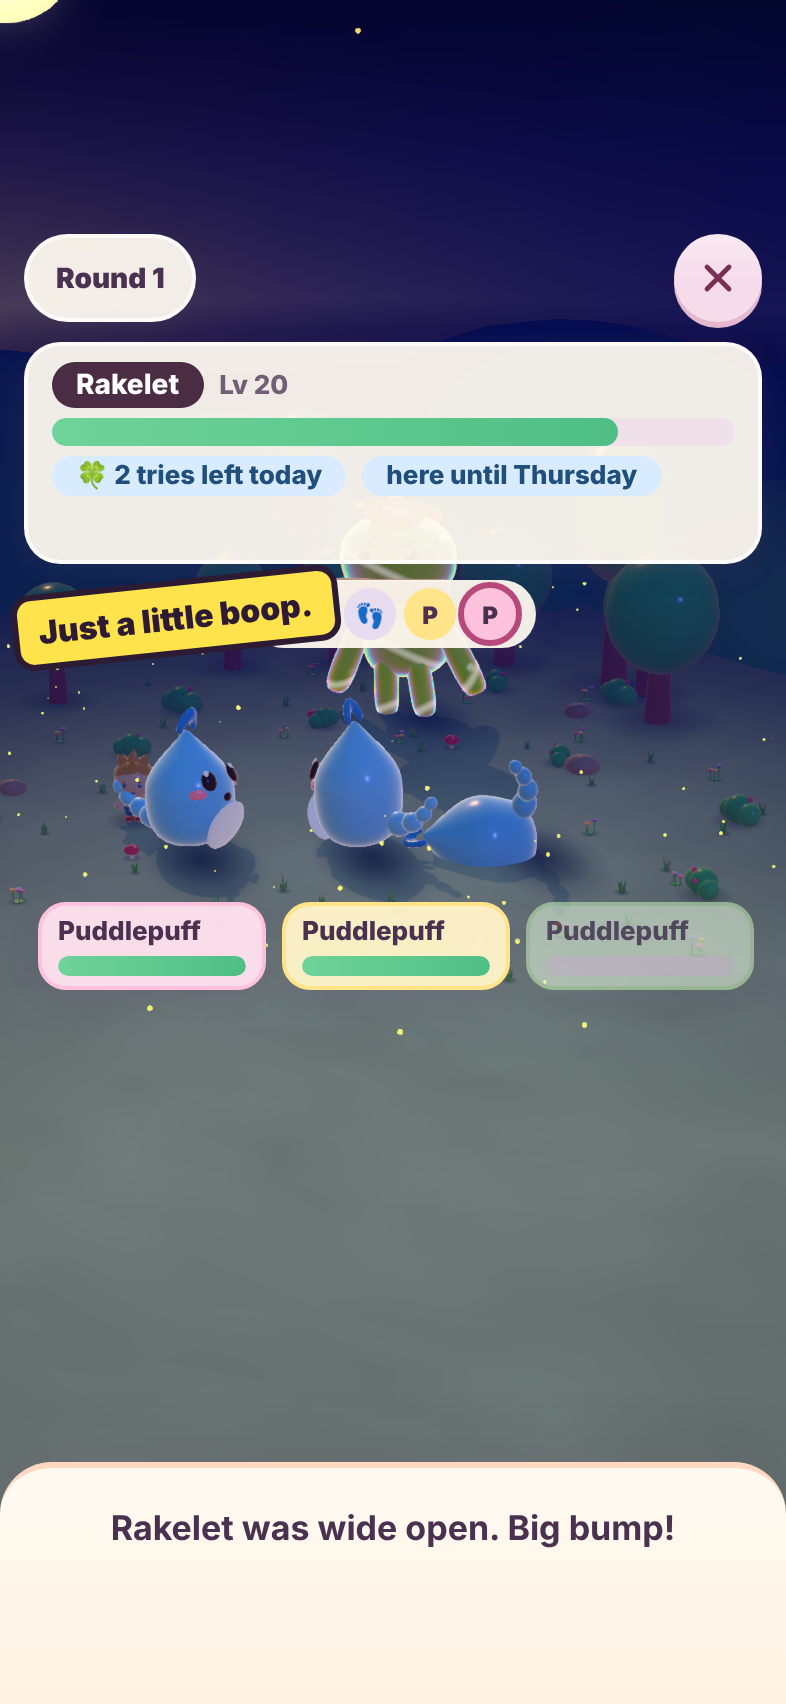 Round 1
Rakelet Lv 20
🍀 2 tries left today here until Thursday
Just a little boop.
👣 P P
Puddlepuff Puddlepuff Puddlepuff
Rakelet was wide open. Big bump!